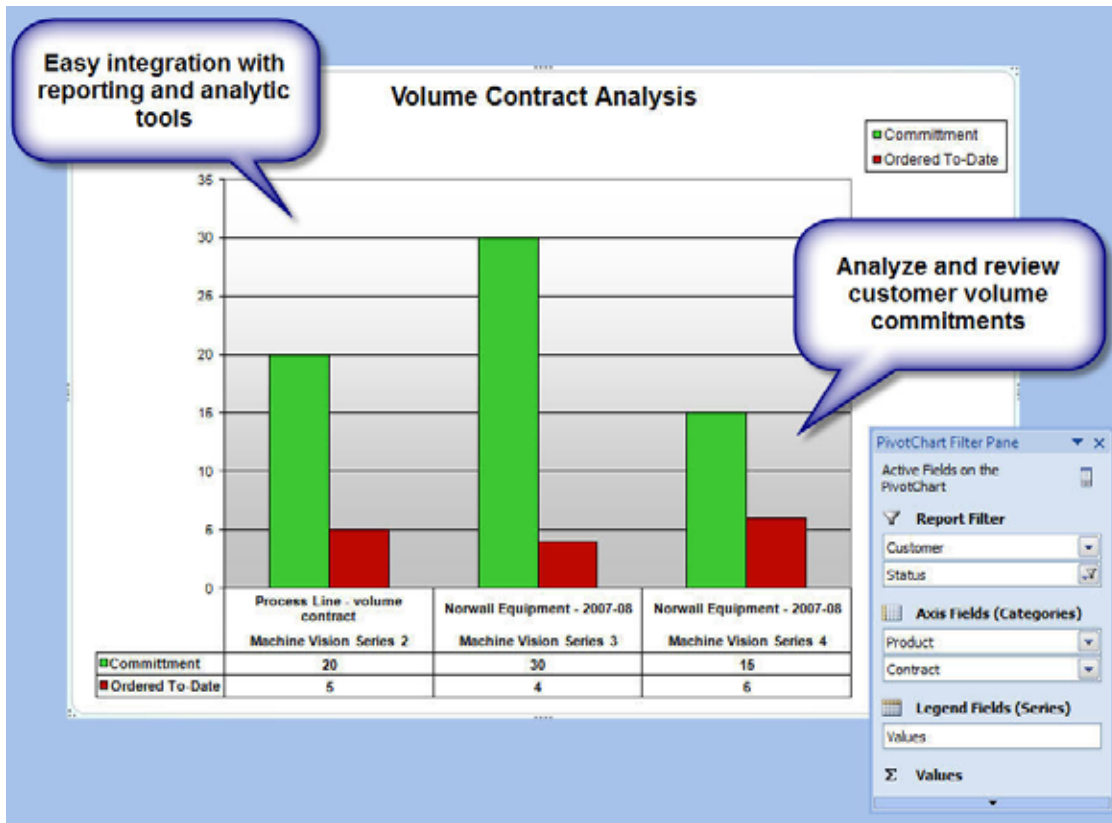 Easy integration with
reporting and analytic
tools
Volume Contract Analysis
Committment
Ordered To-Date
35
30
25
20
15
10
5
0
Analyze and review
customer volume
commitments
Process Line - volume
contract
Norwall Equipment - 2007-08
Norwall Equipment - 2007-08
Machine Vision Series 2
Machine Vision Series 3
Machine Vision Series 4
Committment 20 30 15
Ordered To-Date 5 4 6
PivotChart Filter Pane
Active Fields on the
PivotChart
Report Filter
Customer
Status
Axis Fields (Categories)
Product
Contract
Legend Fields (Series)
Values
Σ Values